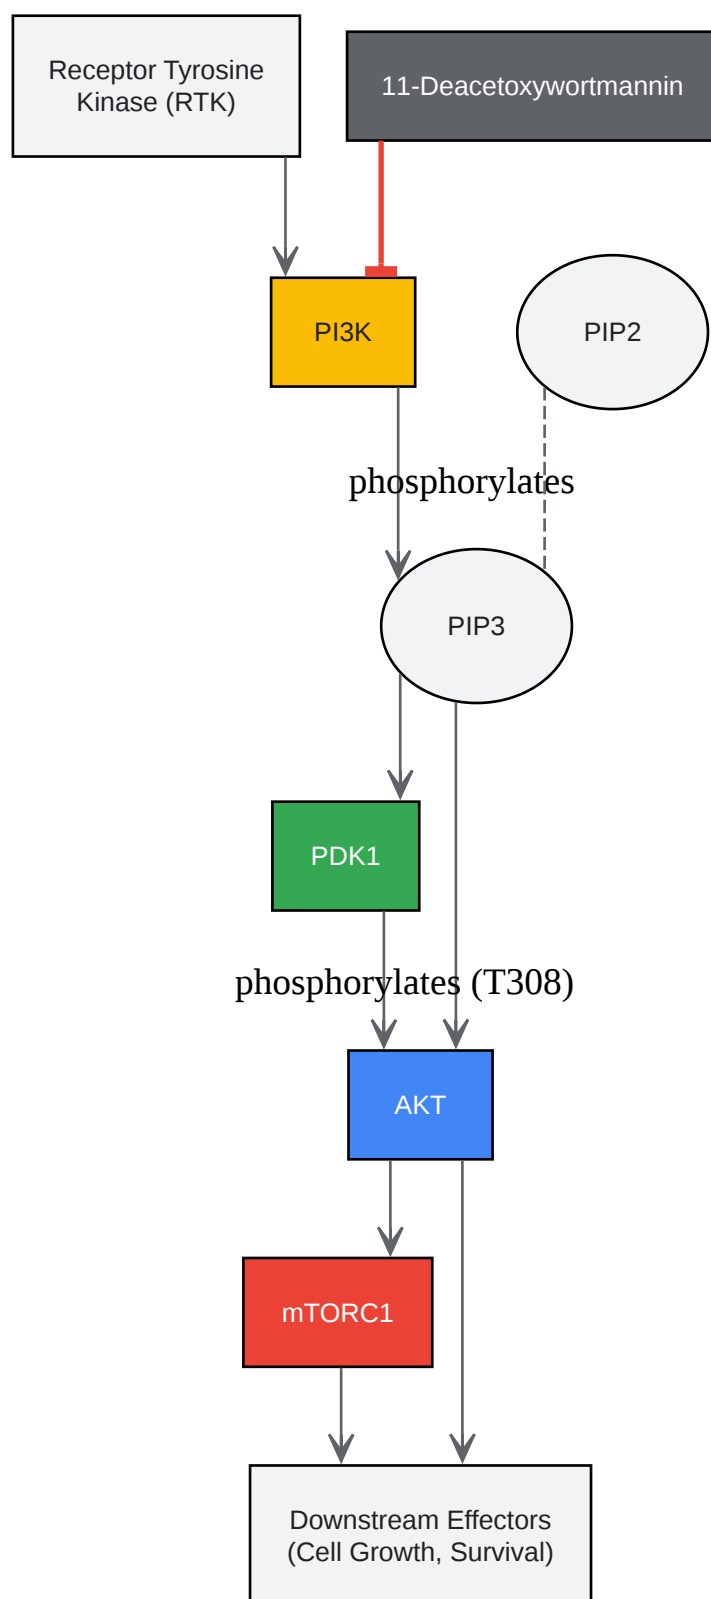 Receptor Tyrosine
Kinase (RTK)
11-Deacetoxywortmannin
PI3K
PIP2
phosphorylates
PIP3
PDK1
phosphorylates (T308)
AKT
mTORC1
Downstream Effectors
(Cell Growth, Survival)